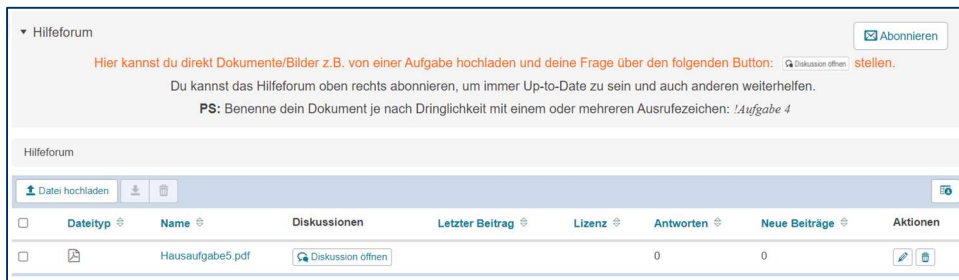 Hilfeforum
Abonnieren
Hier kannst du direkt Dokumente/Bilder z.B. von einer Aufgabe hochladen und deine Frage über den folgenden Button: Diskussion öffnen stellen.
Du kannst das Hilfeforum oben rechts abonnieren, um immer Up-to-Date zu sein und auch anderen weiterhelfen.
PS: Benenne dein Dokument je nach Dringlichkeit mit einem oder mehreren Ausrufezeichen: !Aufgabe 4
Hilfeforum
Datei hochladen
Dateityp Name Diskussionen Letzter Beitrag Lizenz Antworten Neue Beiträge Aktionen
Hausaufgabe5.pdf Diskussion öffnen 0 0